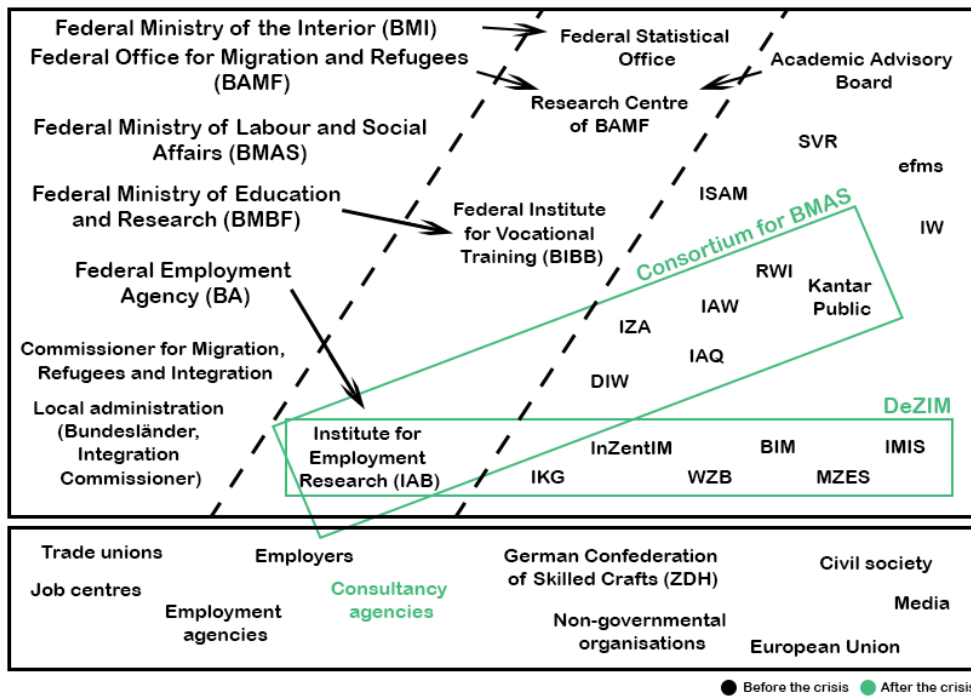 Federal Ministry of the Interior (BMI)
Federal Office for Migration and Refugees
(BAMF)
Federal Ministry of Labour and Social
Affairs (BMAS)
Federal Ministry of Education
and Research (BMBF)
Federal Employment
Agency (BA)
Commissioner for Migration,
Refugees and Integration
Local administration
(Bundesländer,
Integration
Commissioner)
Federal Statistical
Office
Research Centre
of BAMF
Federal Institute
for Vocational
Training (BIBB)
Institute for
Employment
Research (IAB)
Academic Advisory
Board
SVR
efms
ISAM
IW
Consortium for BMAS
RWI
Kantar
Public
IAW
IZA
IAQ
DIW
DeZIM
InZentIM
BIM
IMIS
IKG
WZB
MZES
Trade unions
Employers
German Confederation
of Skilled Crafts (ZDH)
Civil society
Job centres
Consultancy
agencies
Media
Employment
agencies
Non-governmental
organisations
European Union
Before the crisis
After the crisis